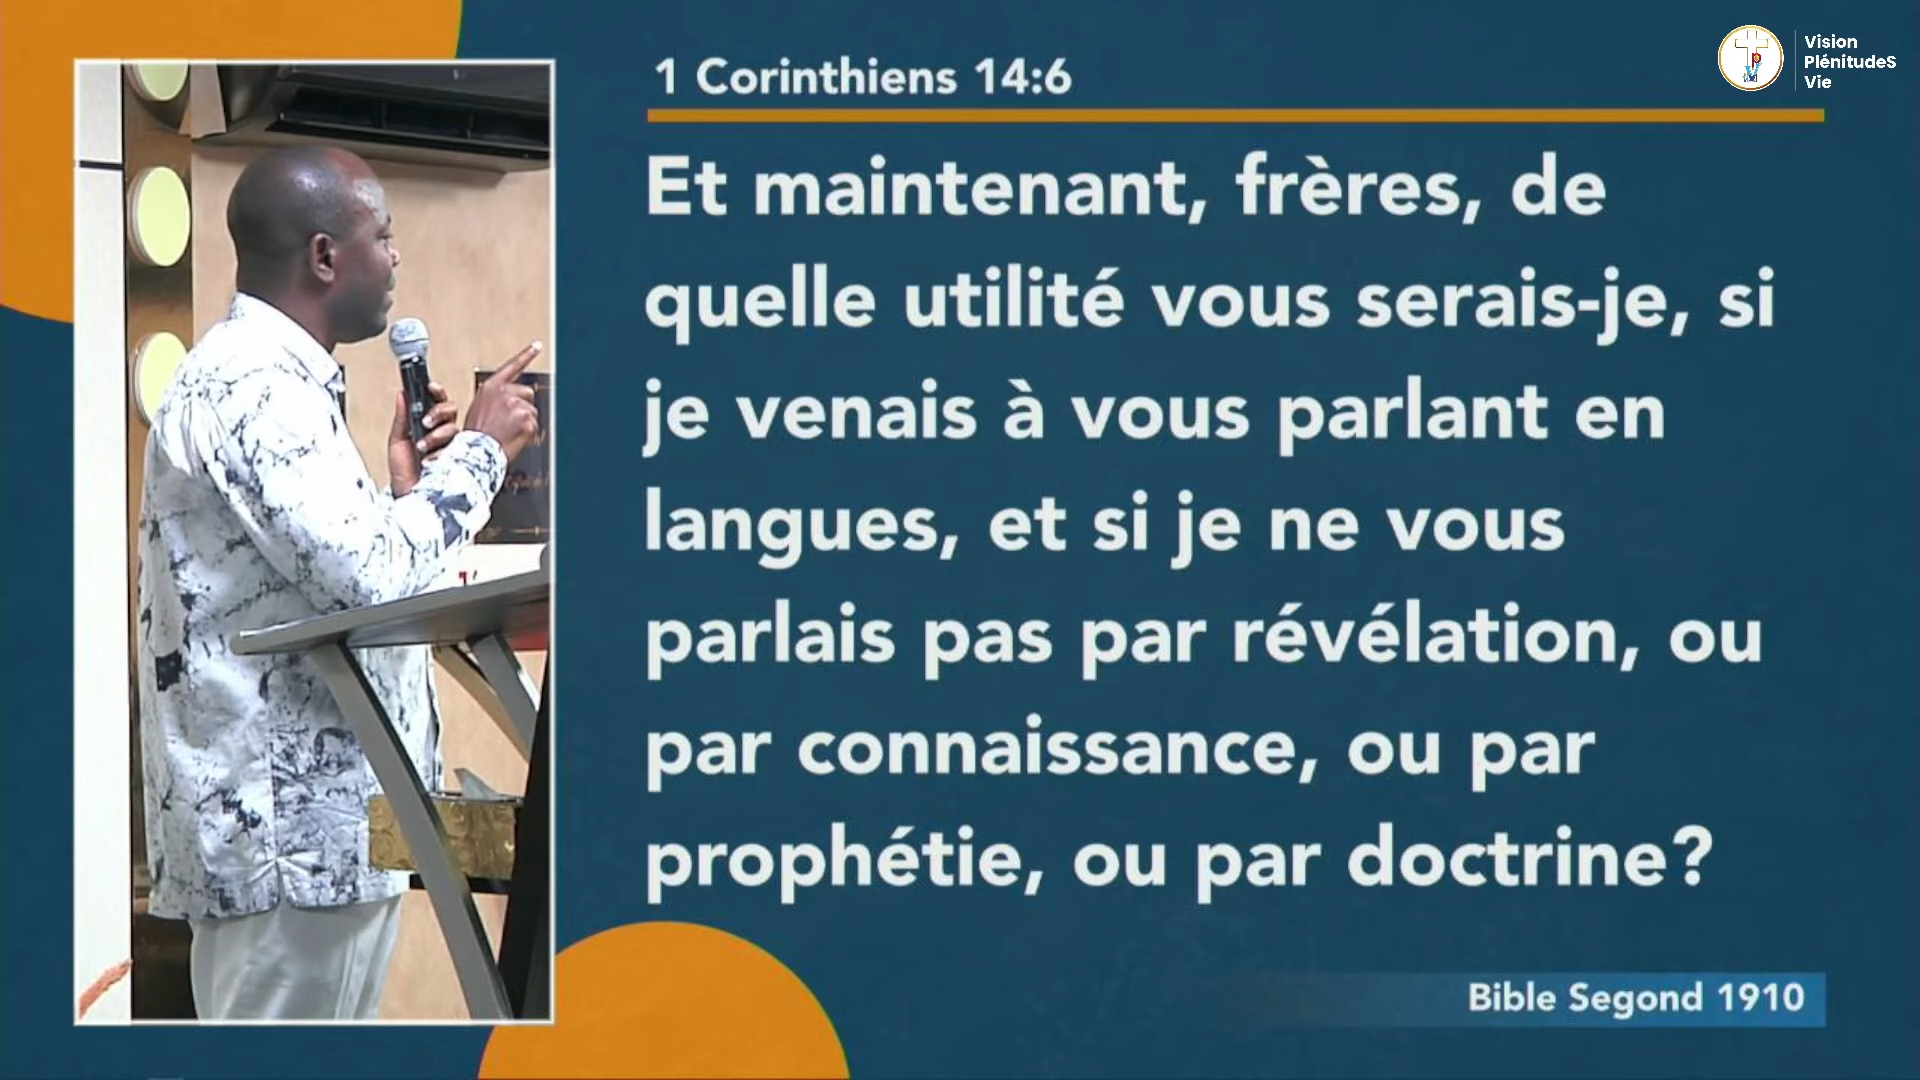 1 Corinthiens 14:6
Et maintenant, frères, de
quelle utilité vous serais-je, si
je venais à vous parlant en
langues, et si je ne vous
parlais pas par révélation, ou
par connaissance, ou par
prophétie, ou par doctrine?
Bible Segond 1910
Vision
PlénitudeS
Vie